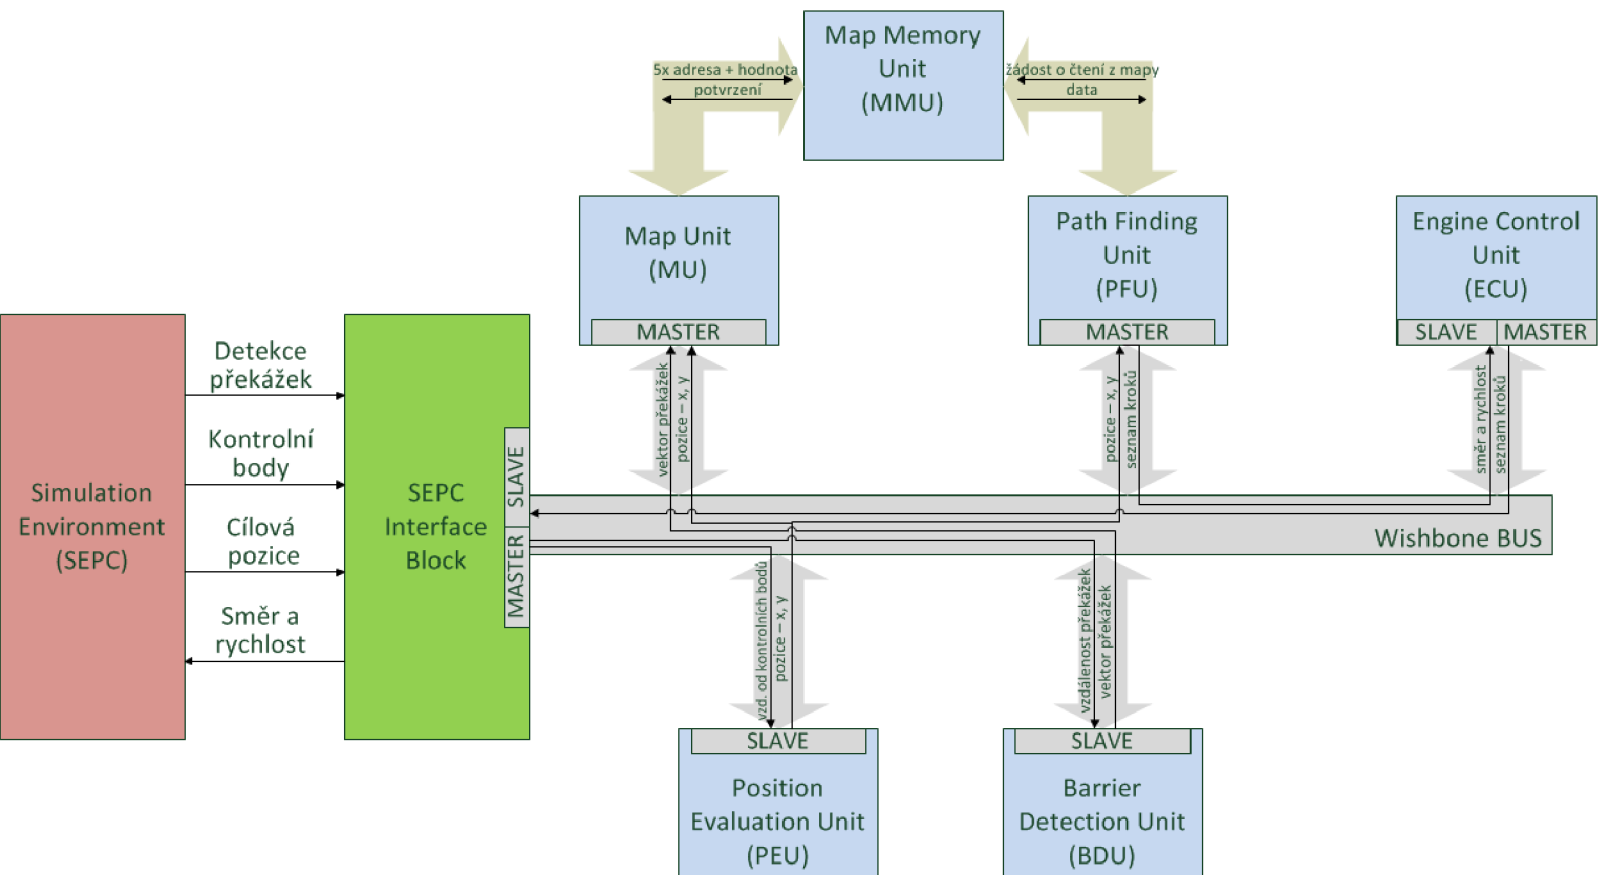 Map Memory
Unit
(MMU)
5x adresa + hodnota
potvrzení
žádost o čtení z mapy
data
Map Unit
(MU)
MASTER
Path Finding
Unit
(PFU)
MASTER
Engine Control
Unit
(ECU)
SLAVE
MASTER
Simulation
Environment
(SEPC)
Detekce
překážek
Kontrolní
body
Cílová
pozice
Směr a
rychlost
SEPC
Interface
Block
SLAVE
MASTER
vektor překážek
pozice – x, y
pozice – x, y
seznam kroků
směr a rychlost
seznam kroků
Wishbone BUS
vzd. od kontrolních bodů
pozice – x, y
vzdálenost překážek
vektor překážek
SLAVE
Position
Evaluation Unit
(PEU)
SLAVE
Barrier
Detection Unit
(BDU)